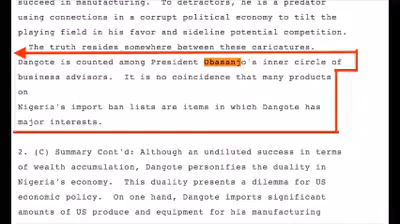 succeed in manufacturing. To detractors, he is a predator
using connections in a corrupt political economy to tilt the
playing field in his favor and sideline potential competition.
The truth resides somewhere between these caricatures.
Dangote is counted among President Obasanjo's inner circle of
business advisors. It is no coincidence that many products
on
Nigeria's import ban lists are items in which Dangote has
major interests.
2. (C) Summary Cont'd: Although an undiluted success in terms
of wealth accumulation, Dangote personifies the duality in
Nigeria's economy. This duality presents a dilemma for US
economic policy. On one hand, Dangote imports significant
amounts of US produce and equipment for his manufacturing